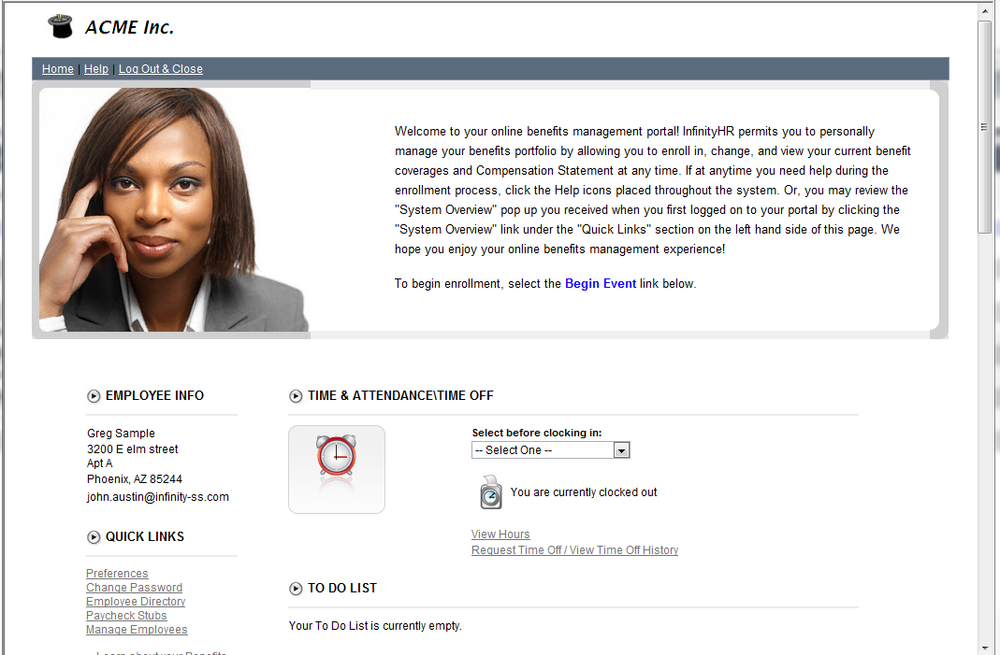 ACME Inc.
Home | Help | Log Out & Close
Welcome to your online benefits management portal! InfinityHR permits you to personally
manage your benefits portfolio by allowing you to enroll in, change, and view your current benefit
coverages and Compensation Statement at any time. If at anytime you need help during the
enrollment process, click the Help icons placed throughout the system. Or, you may review the
"System Overview" pop up you received when you first logged on to your portal by clicking the
"System Overview" link under the "Quick Links" section on the left hand side of this page. We
hope you enjoy your online benefits management experience!
To begin enrollment, select the Begin Event link below.
EMPLOYEE INFO
Greg Sample
3200 E elm street
Apt A
Phoenix, AZ 85244
john.austin@infinity-ss.com
QUICK LINKS
Preferences
Change Password
Employee Directory
Paycheck Stubs
Manage Employees
Learn about your Benefits
TIME & ATTENDANCE\TIME OFF
Select before clocking in:
-- Select One --
You are currently clocked out
View Hours
Request Time Off / View Time Off History
TO DO LIST
Your To Do List is currently empty.